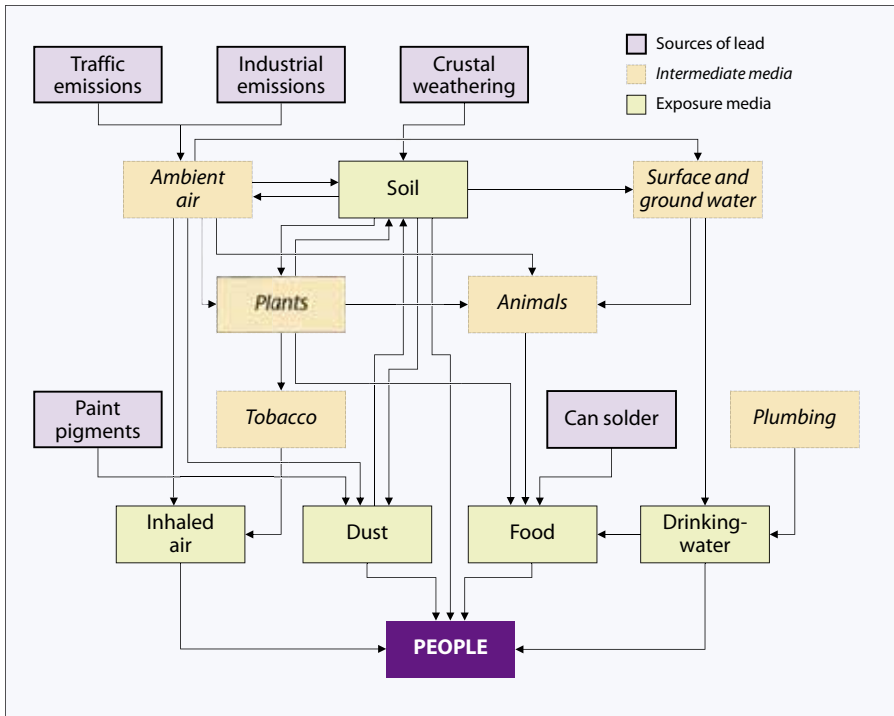 Traffic
emissions
Industrial
emissions
Crustal
weathering
Sources of lead
Intermediate media
Exposure media
Ambient
air
Soil
Surface and
ground water
Plants
Animals
Paint
pigments
Tobacco
Can solder
Plumbing
Inhaled
air
Dust
Food
Drinking-
water
PEOPLE